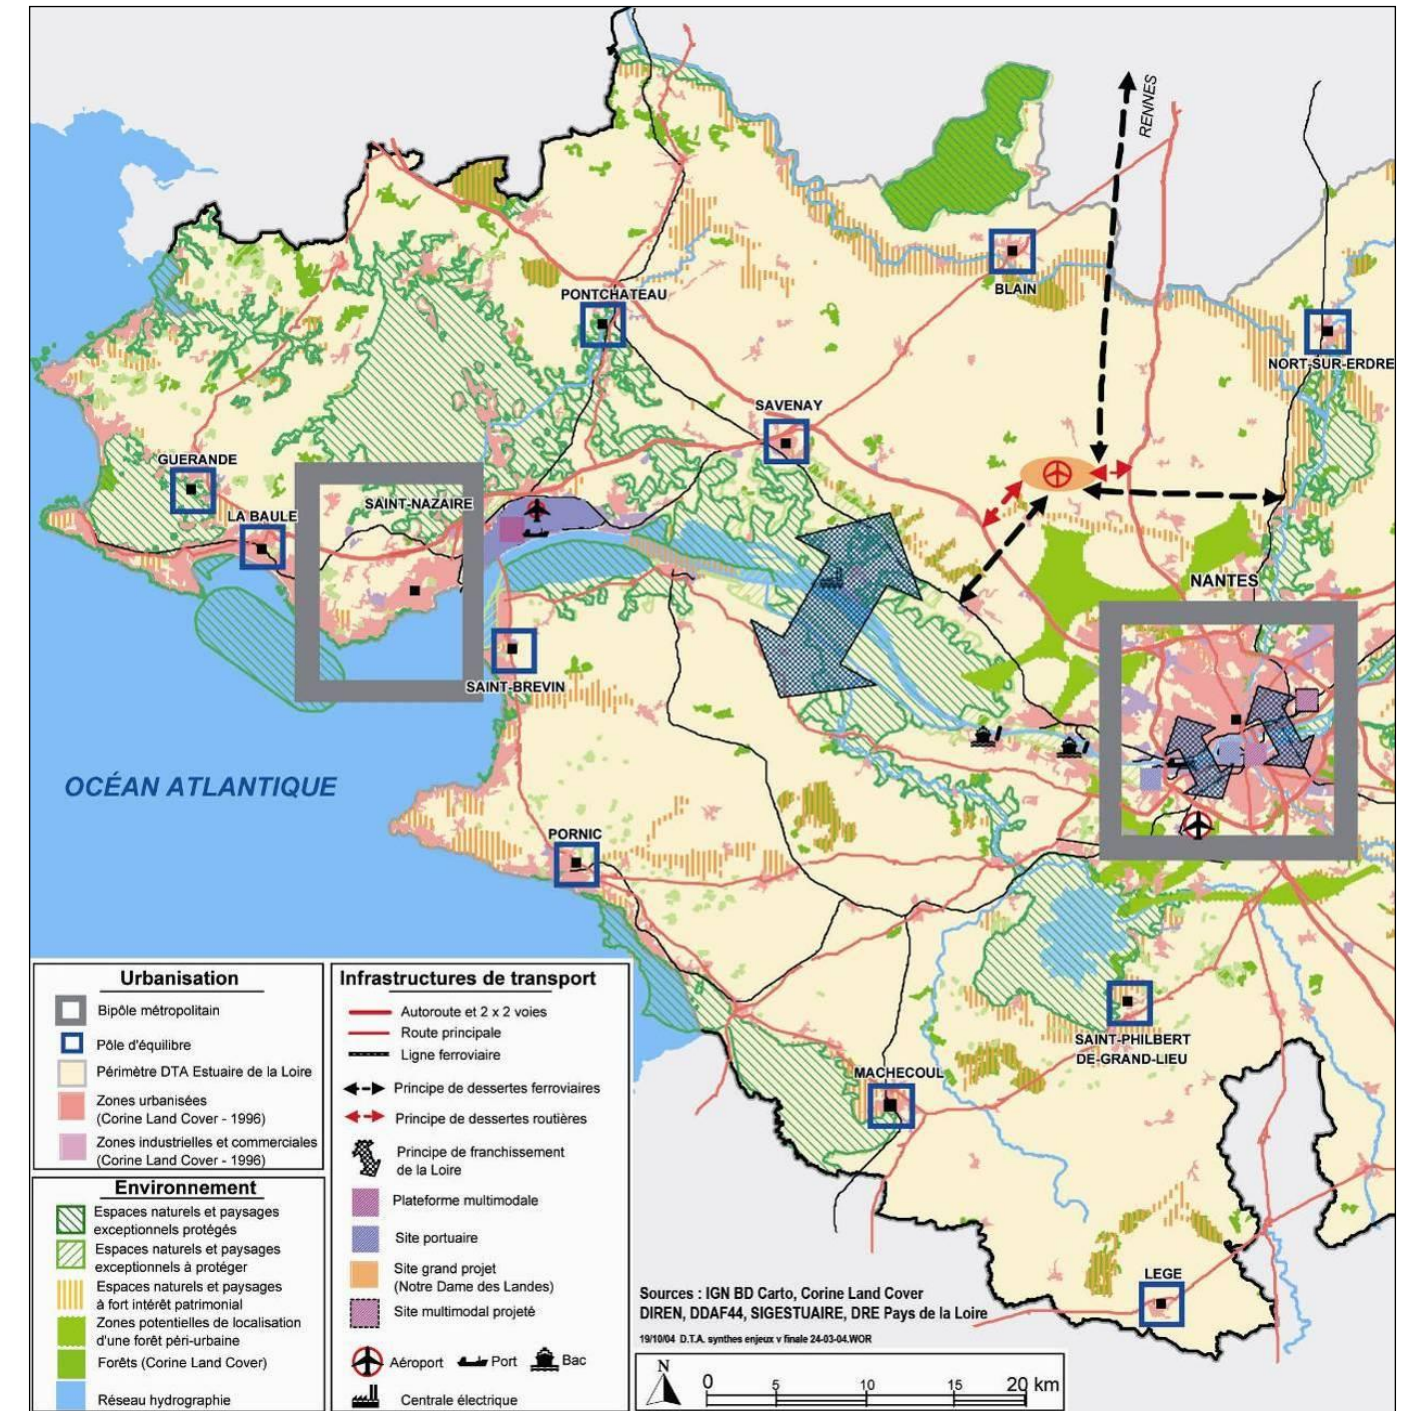 RENNES
BLAIN
PONTCHATEAU
NORT-SUR-ERDRE
SAVENAY
GUERANDE
SAINT-NAZAIRE
LA BAULE
NANTES
SAINT-BREVIN
OCÉAN ATLANTIQUE
PORNIC
SAINT-PHILBERT
DE-GRAND-LIEU
MACHECOUL
LEGE
Urbanisation
Bipôle métropolitain
Pôle d'équilibre
Périmètre DTA Estuaire de la Loire
Zones urbanisées
(Corine Land Cover - 1996)
Zones industrielles et commerciales
(Corine Land Cover - 1996)
Environnement
Espaces naturels et paysages
exceptionnels protégés
Espaces naturels et paysages
exceptionnels à protéger
Espaces naturels et paysages
à fort intérêt patrimonial
Zones potentielles de localisation
d'une forêt péri-urbaine
Forêts (Corine Land Cover)
Réseau hydrographie
Infrastructures de transport
Autoroute et 2 x 2 voies
Route principale
Ligne ferroviaire
Principe de dessertes ferroviaires
Principe de dessertes routières
Principe de franchissement
de la Loire
Plateforme multimodale
Site portuaire
Site grand projet
(Notre Dame des Landes)
Site multimodal projeté
Aéroport Port Bac
Centrale électrique
Sources : IGN BD Carto, Corine Land Cover
DIREN, DDAF44, SIGESTUAIRE, DRE Pays de la Loire
19/10/04 D.T.A. synthes enjeux v finale 24-03-04.WOR
N
0 5 10 15 20 km